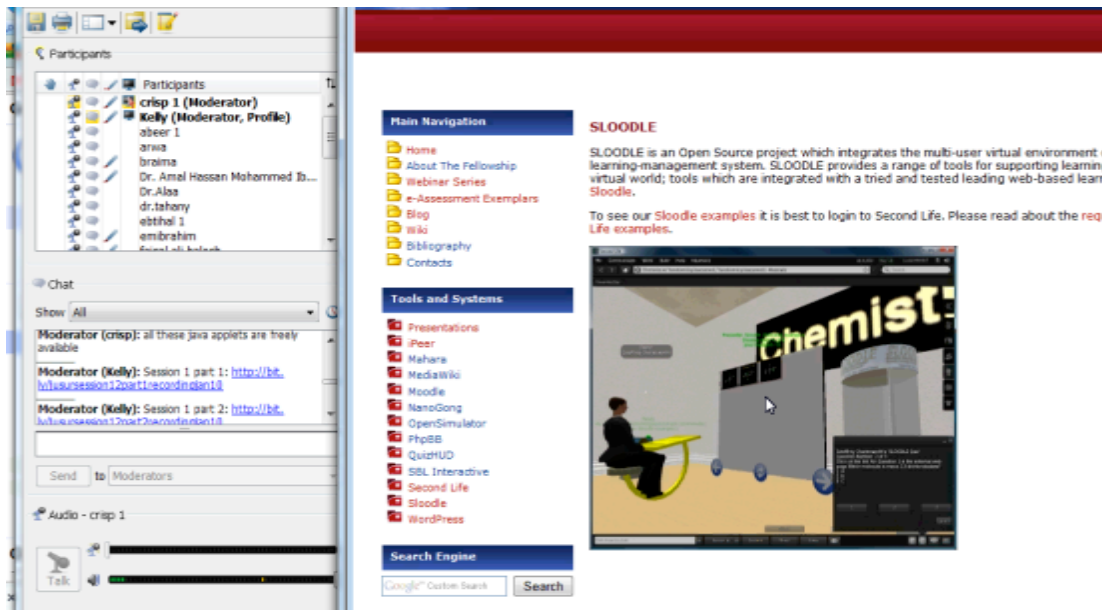 Participants
Participants
crisp 1 (Moderator)
Kelly (Moderator, Profile)
abeer 1
arwa
braima
Dr. Amal Hassan Mohammed Ib...
Dr.Alaa
dr.tahany
ebtihal 1
emibrahim
Chat
Show All
Moderator (crisp): all these java applets are freely
available
Moderator (Kelly): Session 1 part 1: http://bit.
ly/iusursession12part1recordingjan10
Moderator (Kelly): Session 1 part 2: http://bit.
ly/iusursession12part2recordingjan10
Send to Moderators
Audio - crisp 1
Talk
Main Navigation
Home
About The Fellowship
Webinar Series
e-Assessment Exemplars
Blog
Wiki
Bibliography
Contacts
Tools and Systems
Presentations
iPeer
Mahara
MediaWiki
Moodle
NanoGong
OpenSimulator
PhpBB
QuizHUD
SBL Interactive
Second Life
Sloodle
WordPress
Search Engine
Google™ Custom Search Search
SLOODLE
SLOODLE is an Open Source project which integrates the multi-user virtual environment
learning-management system. SLOODLE provides a range of tools for supporting learning
virtual world; tools which are integrated with a tried and tested leading web-based
Sloodle.
To see our Sloodle examples it is best to login to Second Life. Please read about the
Life examples.
Chemist